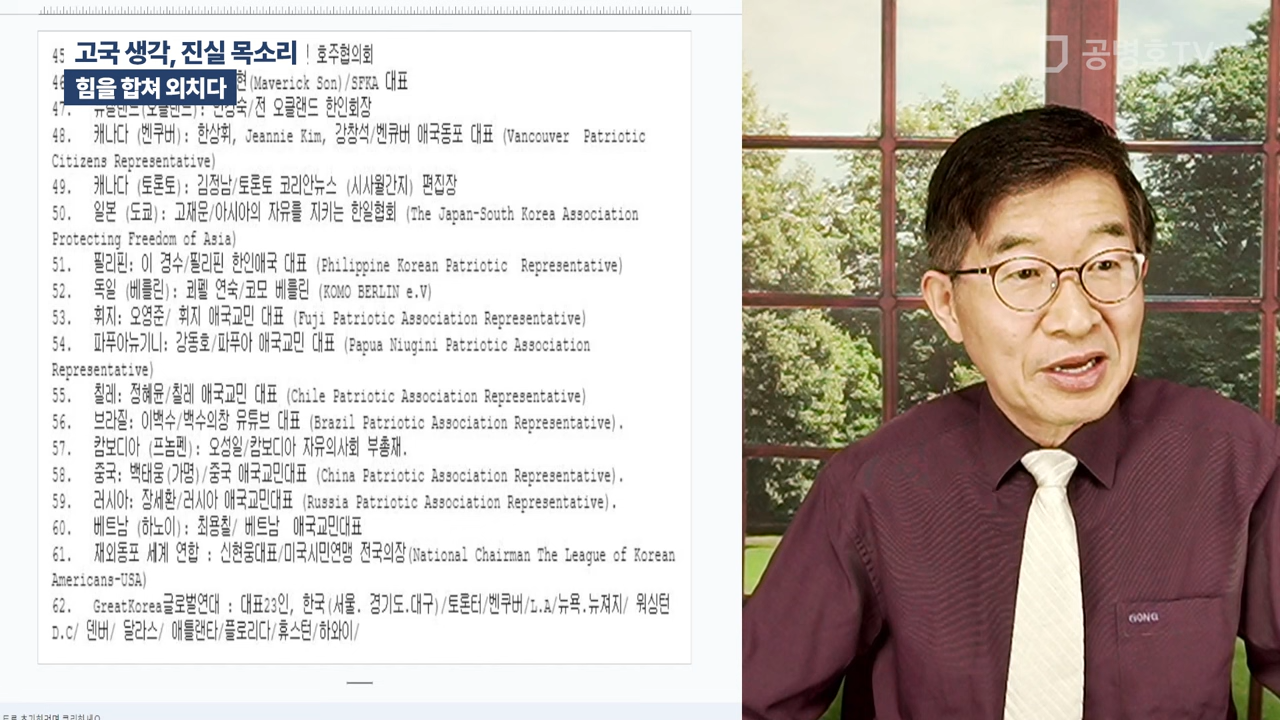 고국 생각, 진실 목소리
힘을 합쳐 외치다
공병호TV
45 호주협의회
현(Maverick Son)/SFKA 대표
47. 뉴질랜드(오클랜드): 안상숙/전 오클랜드 한인회장
48. 캐나다 (벤쿠버): 한상휘, Jeannie Kim, 강창석/벤쿠버 애국동포 대표 (Vancouver Patriotic
Citizens Representative)
49. 캐나다 (토론토): 김정남/토론토 코리안뉴스 (시사월간지) 편집장
50. 일본 (도쿄): 고재운/아시아의 자유를 지키는 한일협회 (The Japan-South Korea Association
Protecting Freedom of Asia)
51. 필리핀: 이 경수/필리핀 한인애국 대표 (Philippine Korean Patriotic Representative)
52. 독일 (베를린): 쾨펠 연숙/코모 베를린 (KOMO BERLIN e.V)
53. 휘지: 오영준/ 휘지 애국교민 대표 (Fuji Patriotic Association Representative)
54. 파푸아뉴기니: 강동호/파푸아 애국교민 대표 (Papua Niugini Patriotic Association
Representative)
55. 칠레: 정혜윤/칠레 애국교민 대표 (Chile Patriotic Association Representative)
56. 브라질: 이백수/백수의창 유튜브 대표 (Brazil Patriotic Association Representative).
57. 캄보디아 (프놈펜): 오성일/캄보디아 자유의사회 부총재.
58. 중국: 백태웅(가명)/중국 애국교민대표 (China Patriotic Association Representative).
59. 러시아: 장세환/러시아 애국교민대표 (Russia Patriotic Association Representative).
60. 베트남 (하노이): 최용칠/ 베트남 애국교민대표
61. 재외동포 세계 연합 : 신현웅대표/미국시민연맹 전국의장(National Chairman The League of Korean
Americans-USA)
62. GreatKorea글로벌연대 : 대표23인, 한국(서울. 경기도.대구)/토론터/벤쿠버/L.A/뉴욕.뉴져지/ 워싱턴
D.C/ 덴버/ 달라스/ 애틀랜타/플로리다/휴스턴/하와이/
GONG